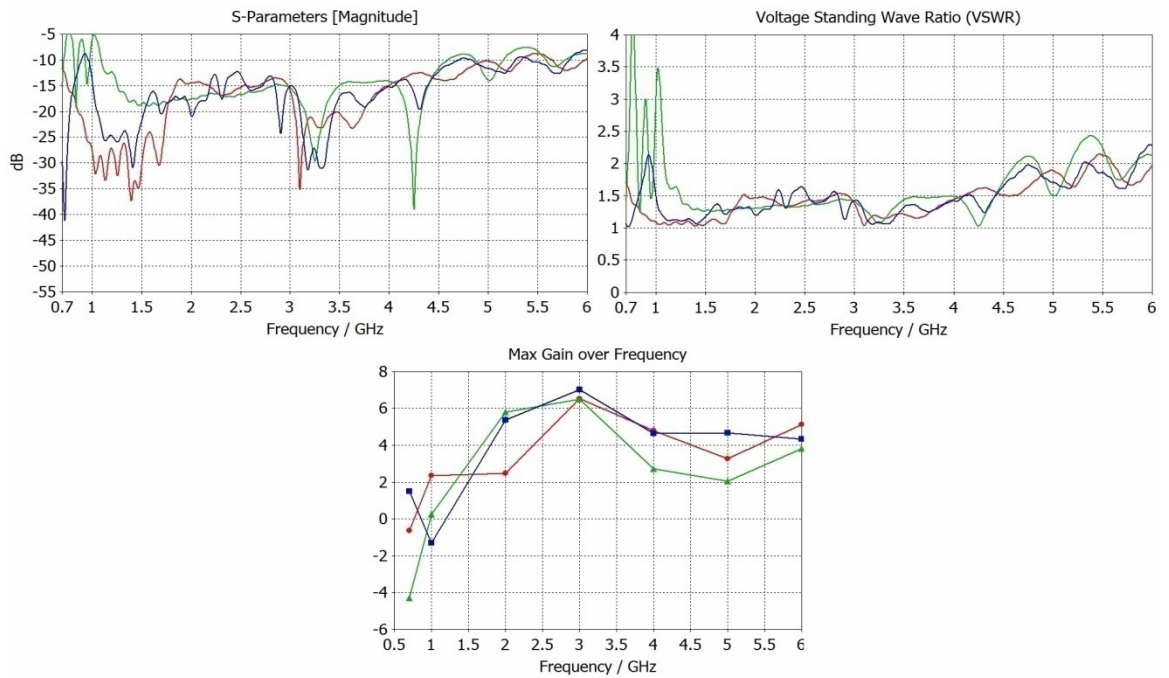 S-Parameters [Magnitude]
-5
-10
-15
-20
-25
-30
-35
-40
-45
-50
-55
dB
0.7 1 1.5 2 2.5 3 3.5 4 4.5 5 5.5 6
Frequency / GHz
Voltage Standing Wave Ratio (VSWR)
4
3.5
3
2.5
2
1.5
1
0.5
0
0.7 1 1.5 2 2.5 3 3.5 4 4.5 5 5.5 6
Frequency / GHz
Max Gain over Frequency
8
6
4
2
0
-2
-4
-6
0.5 1 1.5 2 2.5 3 3.5 4 4.5 5 5.5 6
Frequency / GHz